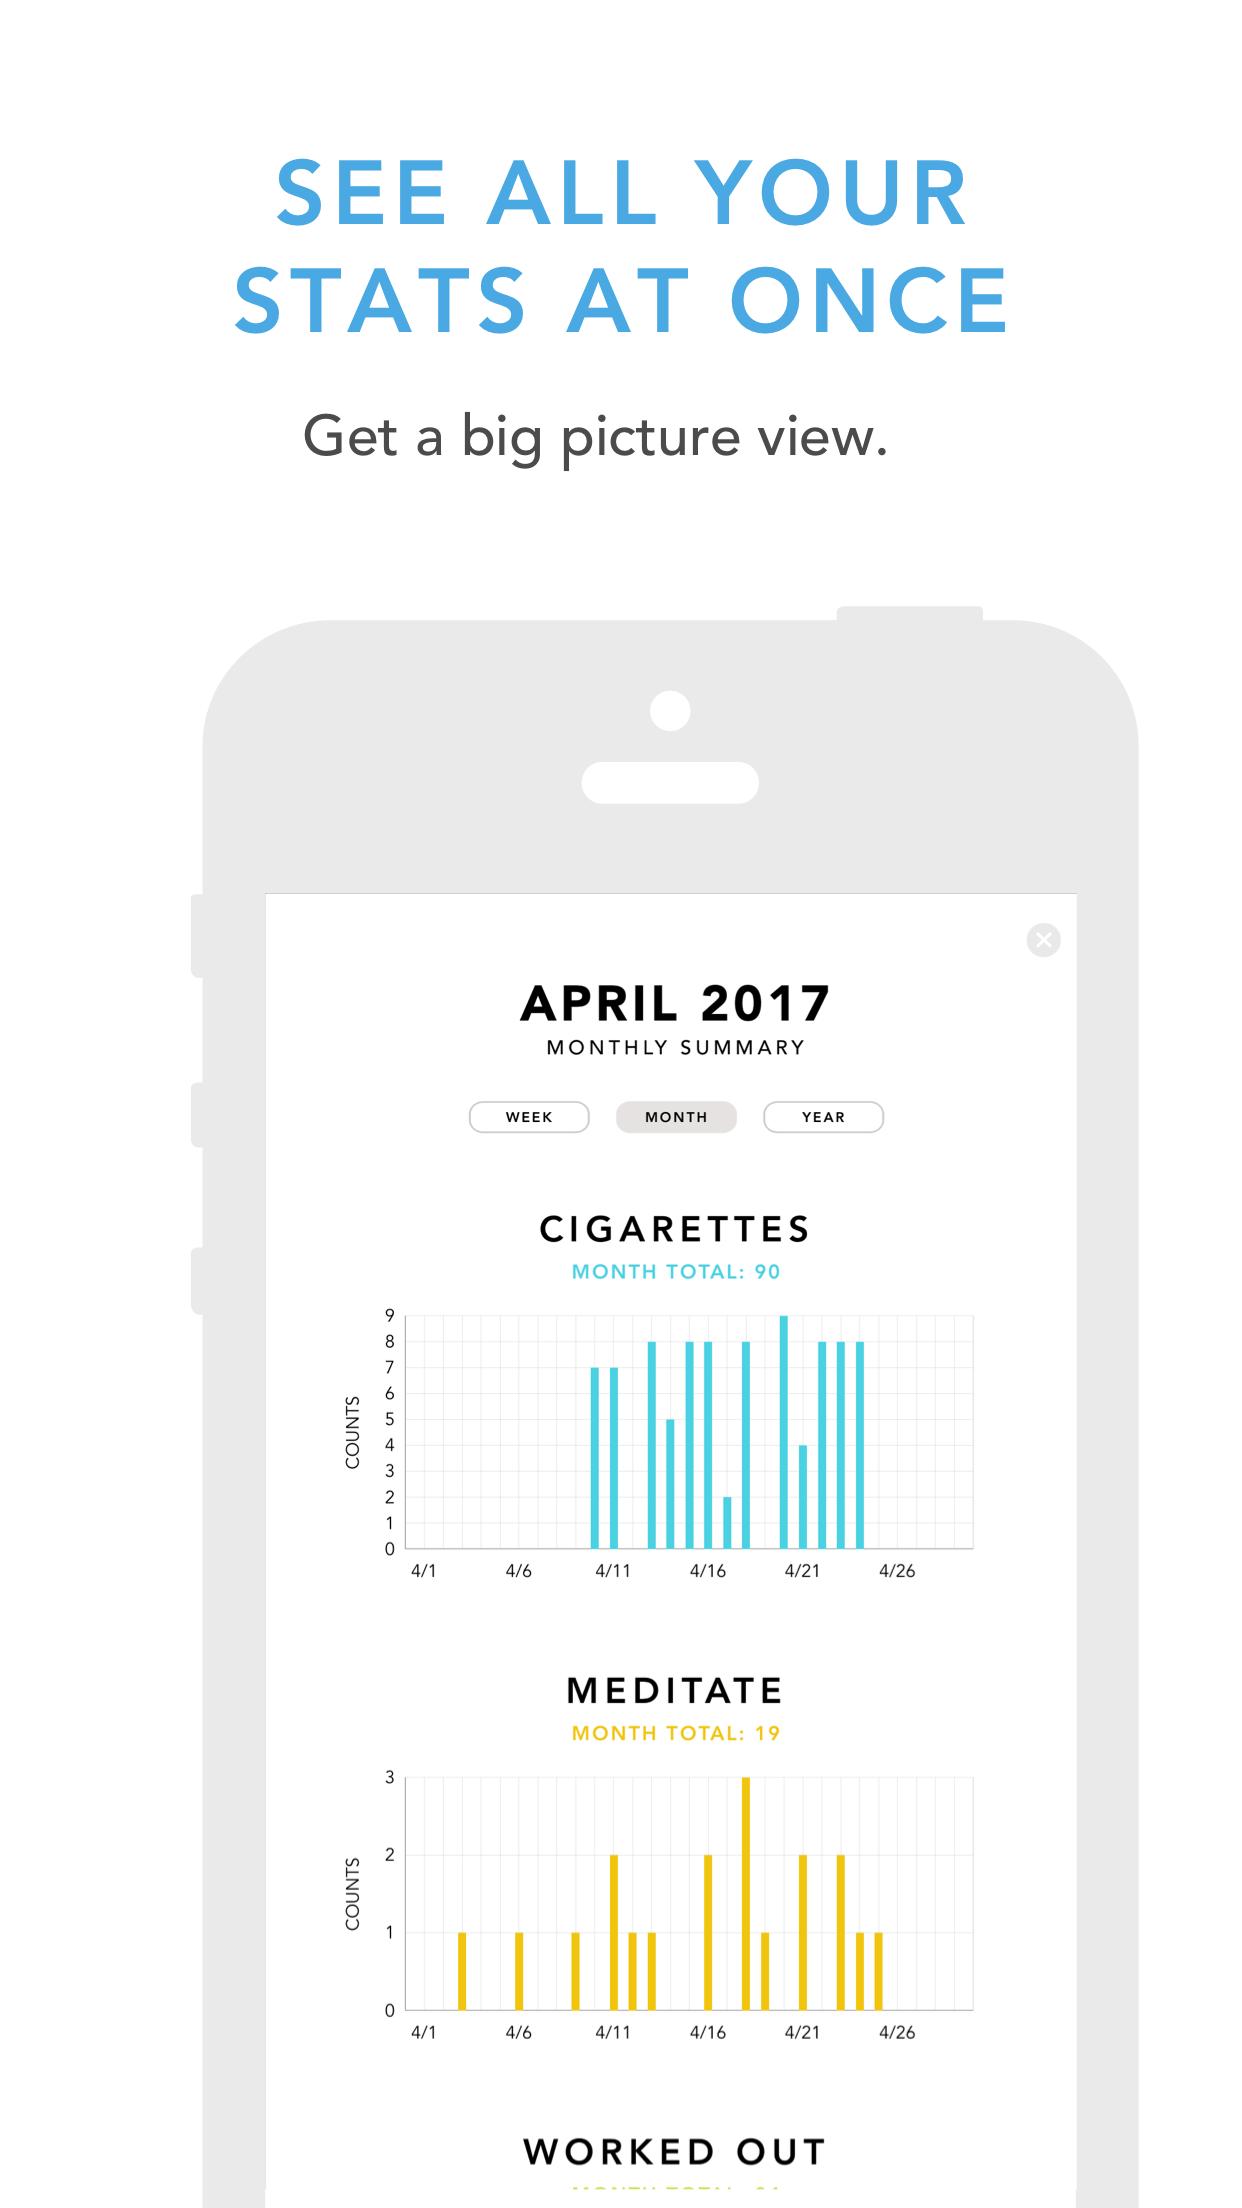 SEE ALL YOUR
STATS AT ONCE
Get a big picture view.
APRIL 2017
MONTHLY SUMMARY
WEEK MONTH YEAR
CIGARETTES
MONTH TOTAL: 90
9
8
7
6
5
4
3
2
1
0
COUNTS
4/1 4/6 4/11 4/16 4/21 4/26
MEDITATE
MONTH TOTAL: 19
3
2
1
0
COUNTS
4/1 4/6 4/11 4/16 4/21 4/26
WORKED OUT
MONTH TOTAL: